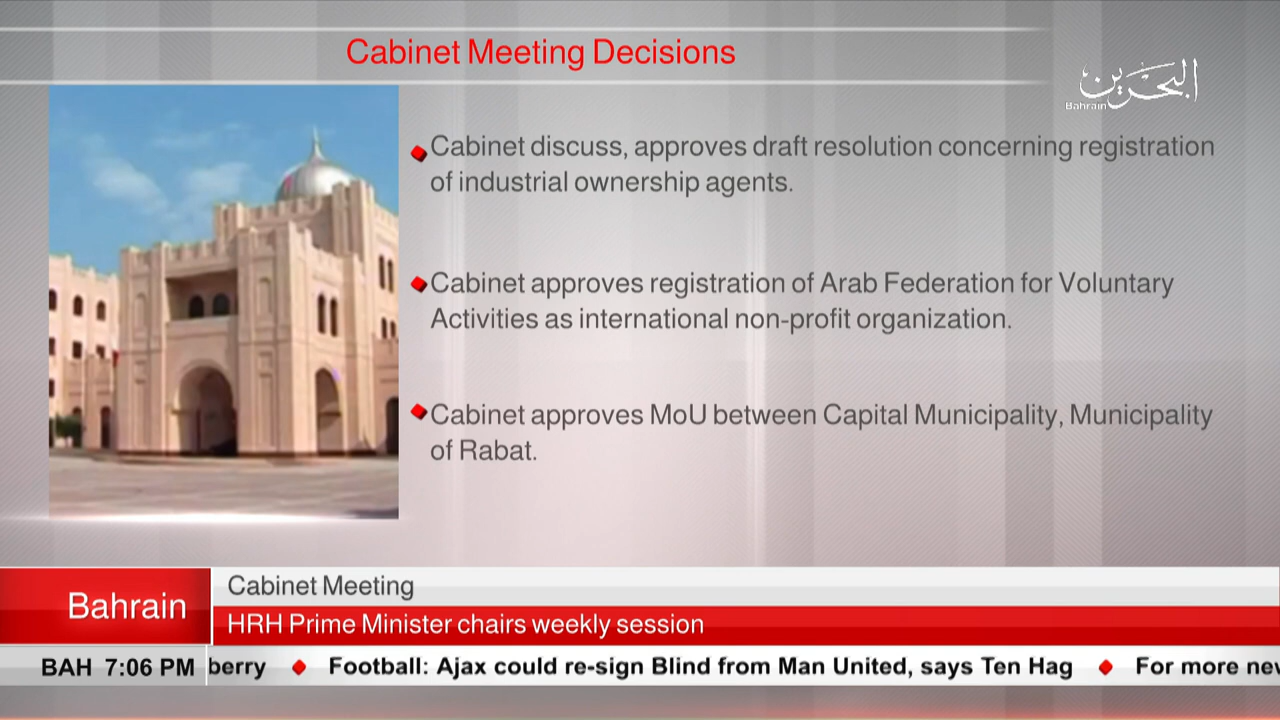 Cabinet Meeting Decisions
البحرين
Bahrain
Cabinet discuss, approves draft resolution concerning registration
of industrial ownership agents.
Cabinet approves registration of Arab Federation for Voluntary
Activities as international non-profit organization.
Cabinet approves MoU between Capital Municipality, Municipality
of Rabat.
Bahrain
Cabinet Meeting
HRH Prime Minister chairs weekly session
BAH 7:06 PM berry Football: Ajax could re-sign Blind from Man United, says Ten Hag For more